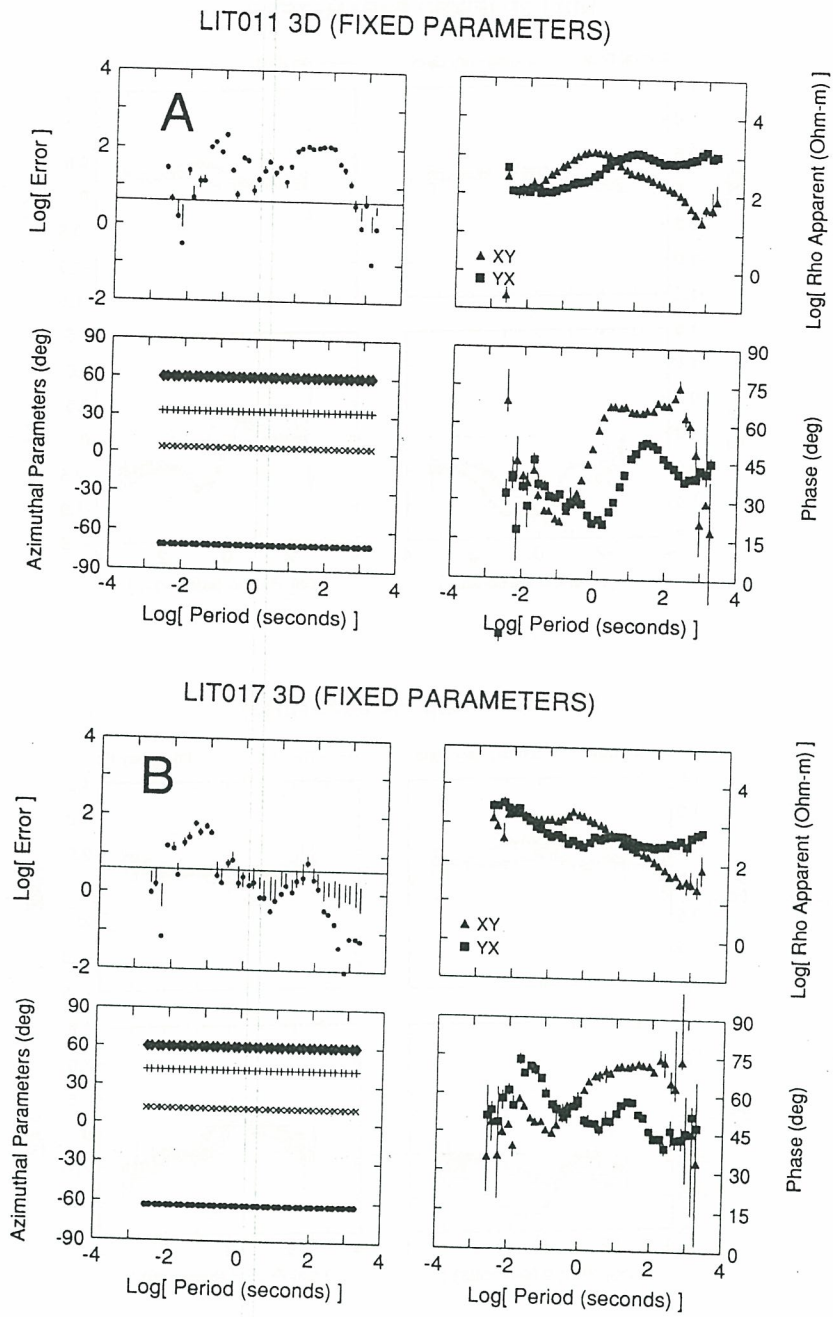 LIT011 3D (FIXED PARAMETERS)
A
Log[ Error ]
4
2
0
-2
Log[ Rho Apparent (Ohm-m) ]
4
2
0
XY
YX
Azimuthal Parameters (deg)
90
60
30
0
-30
-60
-90
-4 -2 0 2 4
Log[ Period (seconds) ]
Phase (deg)
90
75
60
45
30
15
0
-4 -2 0 2 4
Log[ Period (seconds) ]
LIT017 3D (FIXED PARAMETERS)
B
Log[ Error ]
4
2
0
-2
Log[ Rho Apparent (Ohm-m) ]
4
2
0
XY
YX
Azimuthal Parameters (deg)
90
60
30
0
-30
-60
-90
-4 -2 0 2 4
Log[ Period (seconds) ]
Phase (deg)
90
75
60
45
30
15
0
-4 -2 0 2 4
Log[ Period (seconds) ]